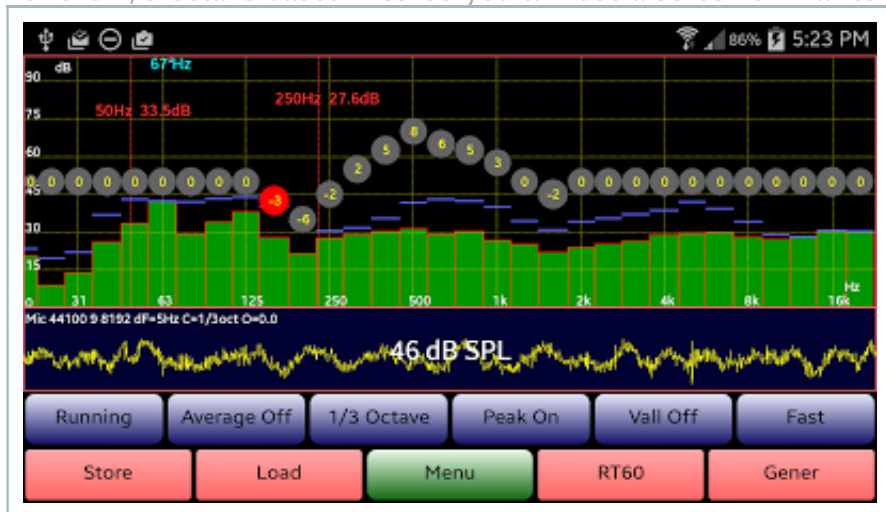 86% 5:23 PM
dB
67°Hz
90
250Hz 27.6dB
75
50Hz 33.5dB
8
6
60
5 5
2 3
0 0 0 0 0 0 0 0 0 -2 0 -2 0 0 0 0 0 0 0 0 0 0 0
45
-3
-6
30
15
Hz
0 31 63 125 250 500 1k 2k 4k 8k 16k
Mic 44100 9 8192 dF=5Hz C=1/3oct O=0.0
46 dB SPL
Running Average Off 1/3 Octave Peak On Vall Off Fast
Store Load Menu RT60 Gener